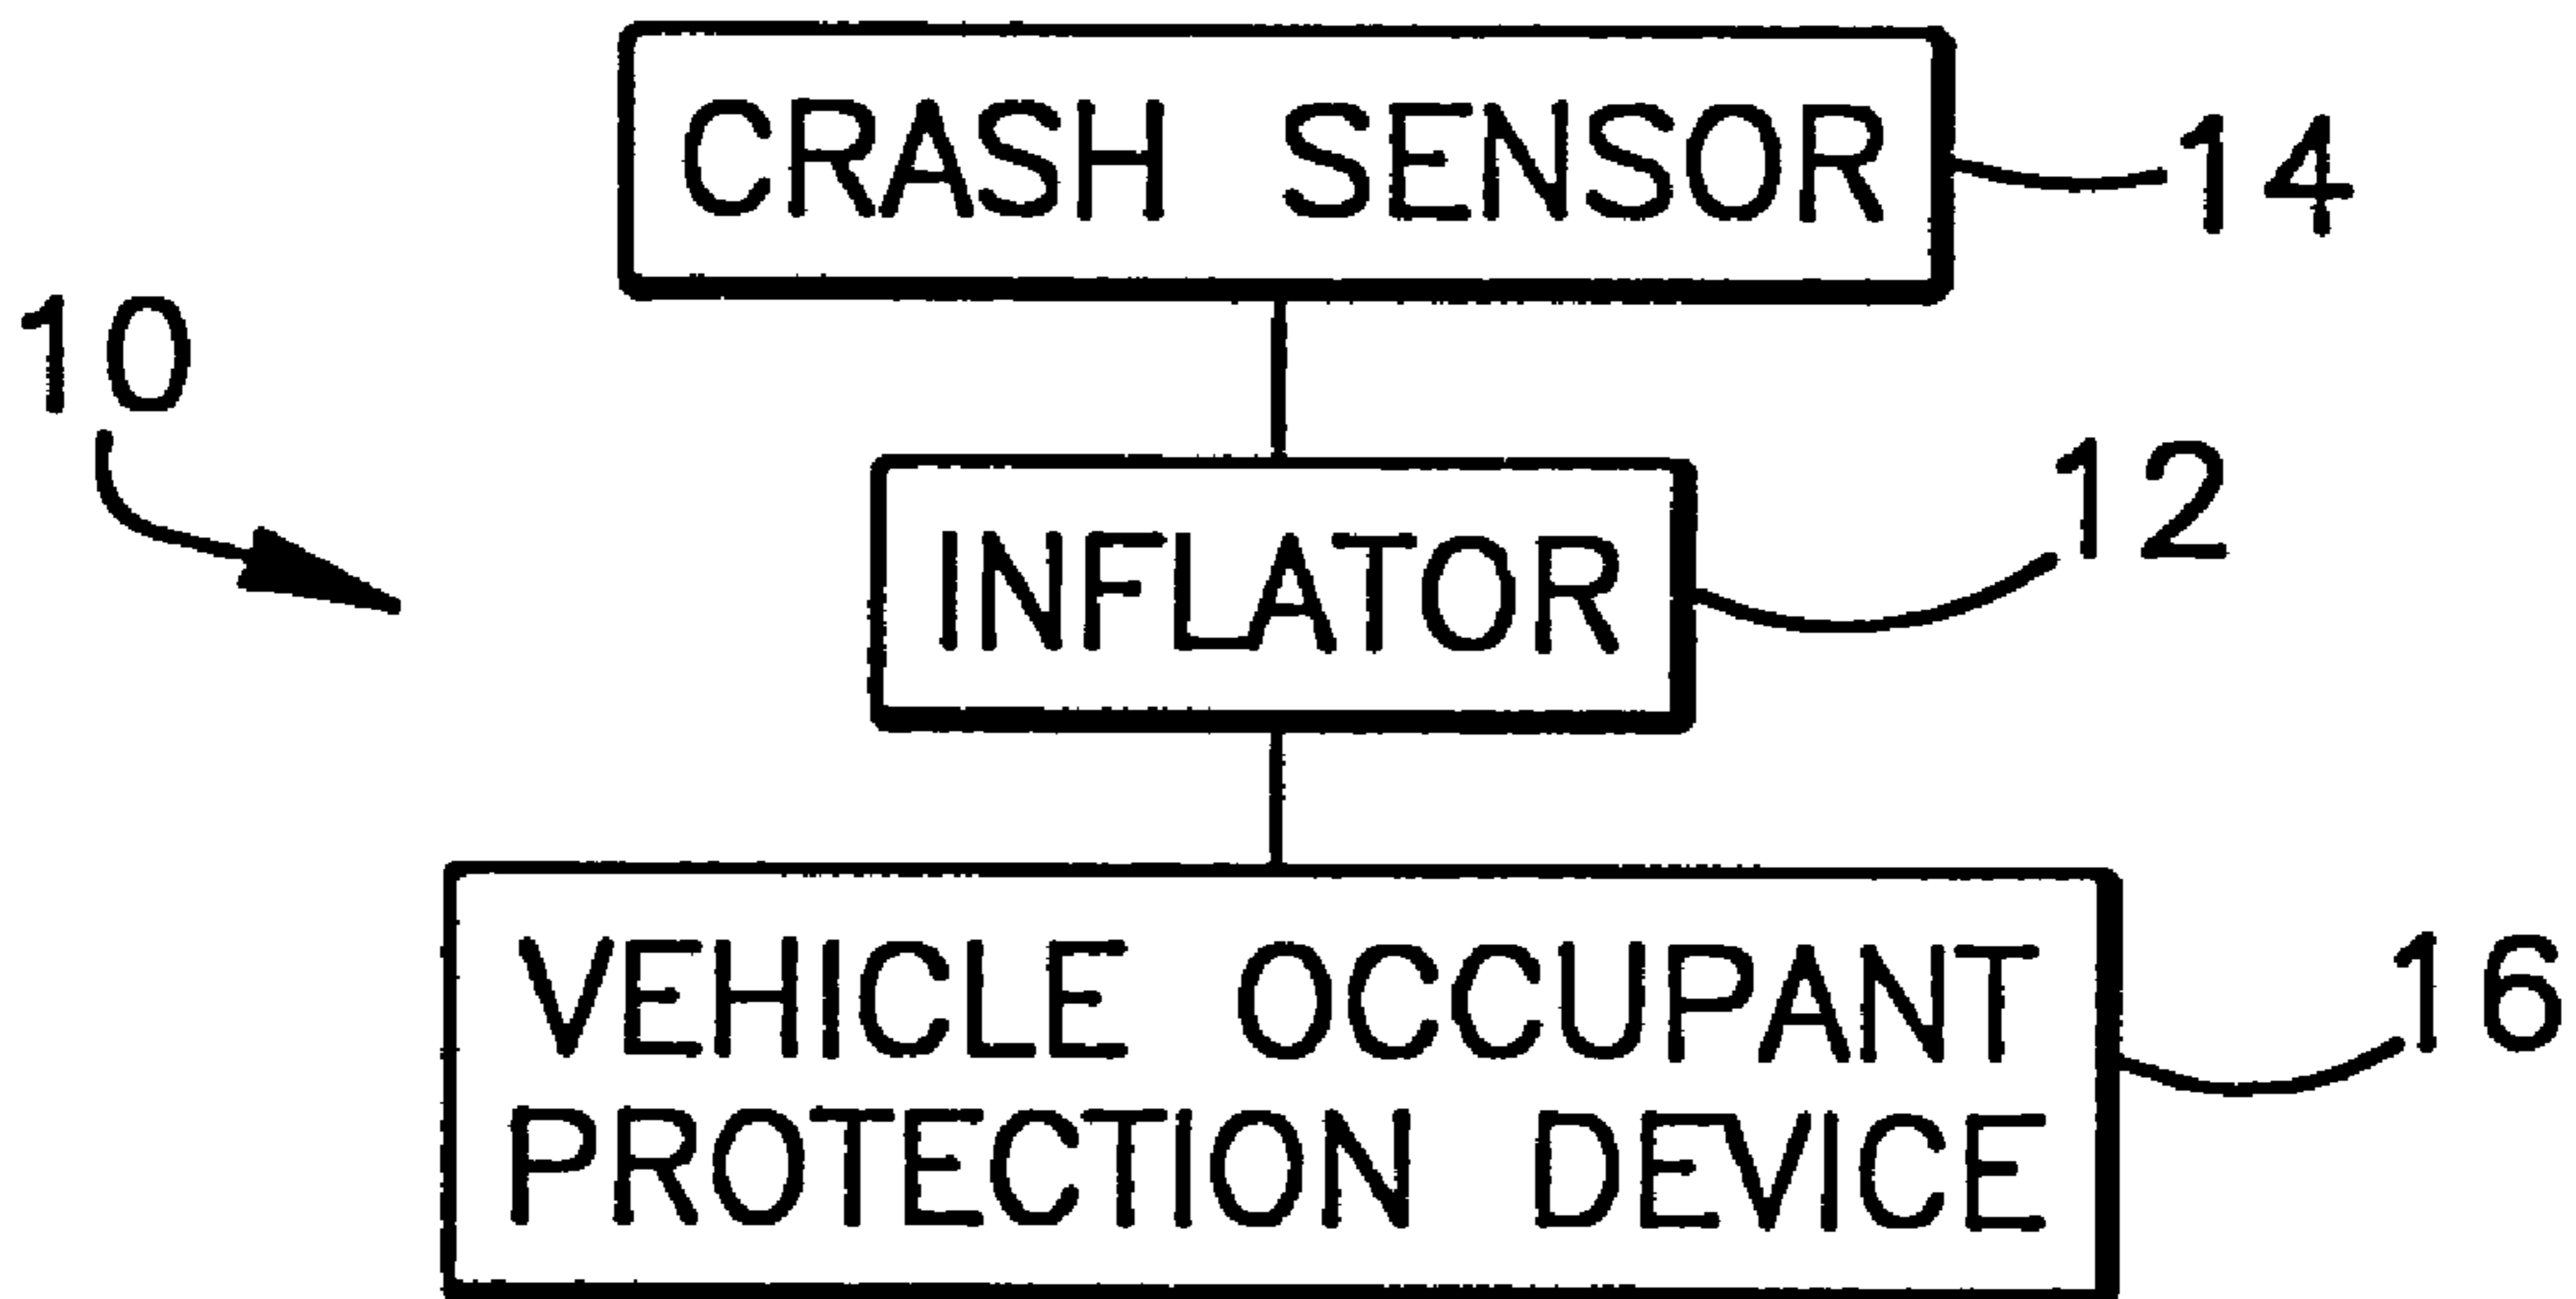 CRASH SENSOR
14
10
12
INFLATOR
VEHICLE OCCUPANT
PROTECTION DEVICE
16